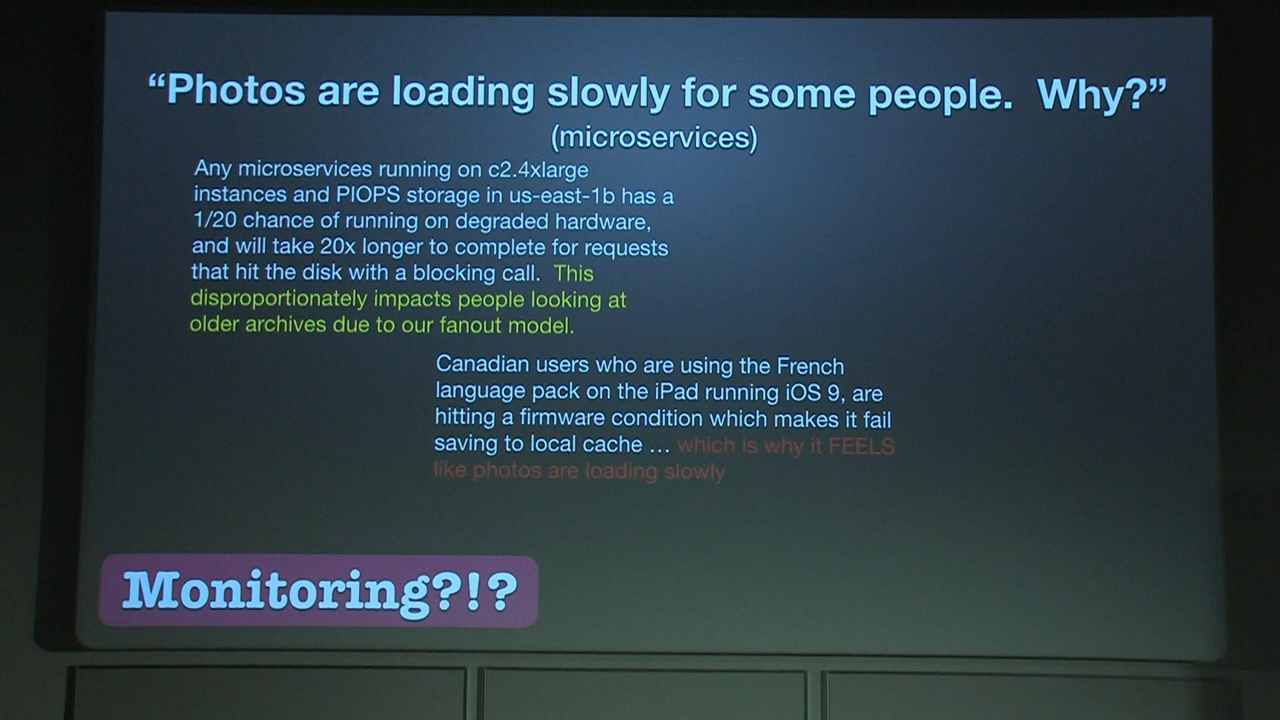 “Photos are loading slowly for some people.  Why?”
(microservices)
Any microservices running on c2.4xlarge
instances and PIOPS storage in us-east-1b has a
1/20 chance of running on degraded hardware,
and will take 20x longer to complete for requests
that hit the disk with a blocking call.  This
disproportionately impacts people looking at
older archives due to our fanout model.
Canadian users who are using the French
language pack on the iPad running iOS 9, are
hitting a firmware condition which makes it fail
saving to local cache … which is why it FEELS
like photos are loading slowly
Monitoring?!?